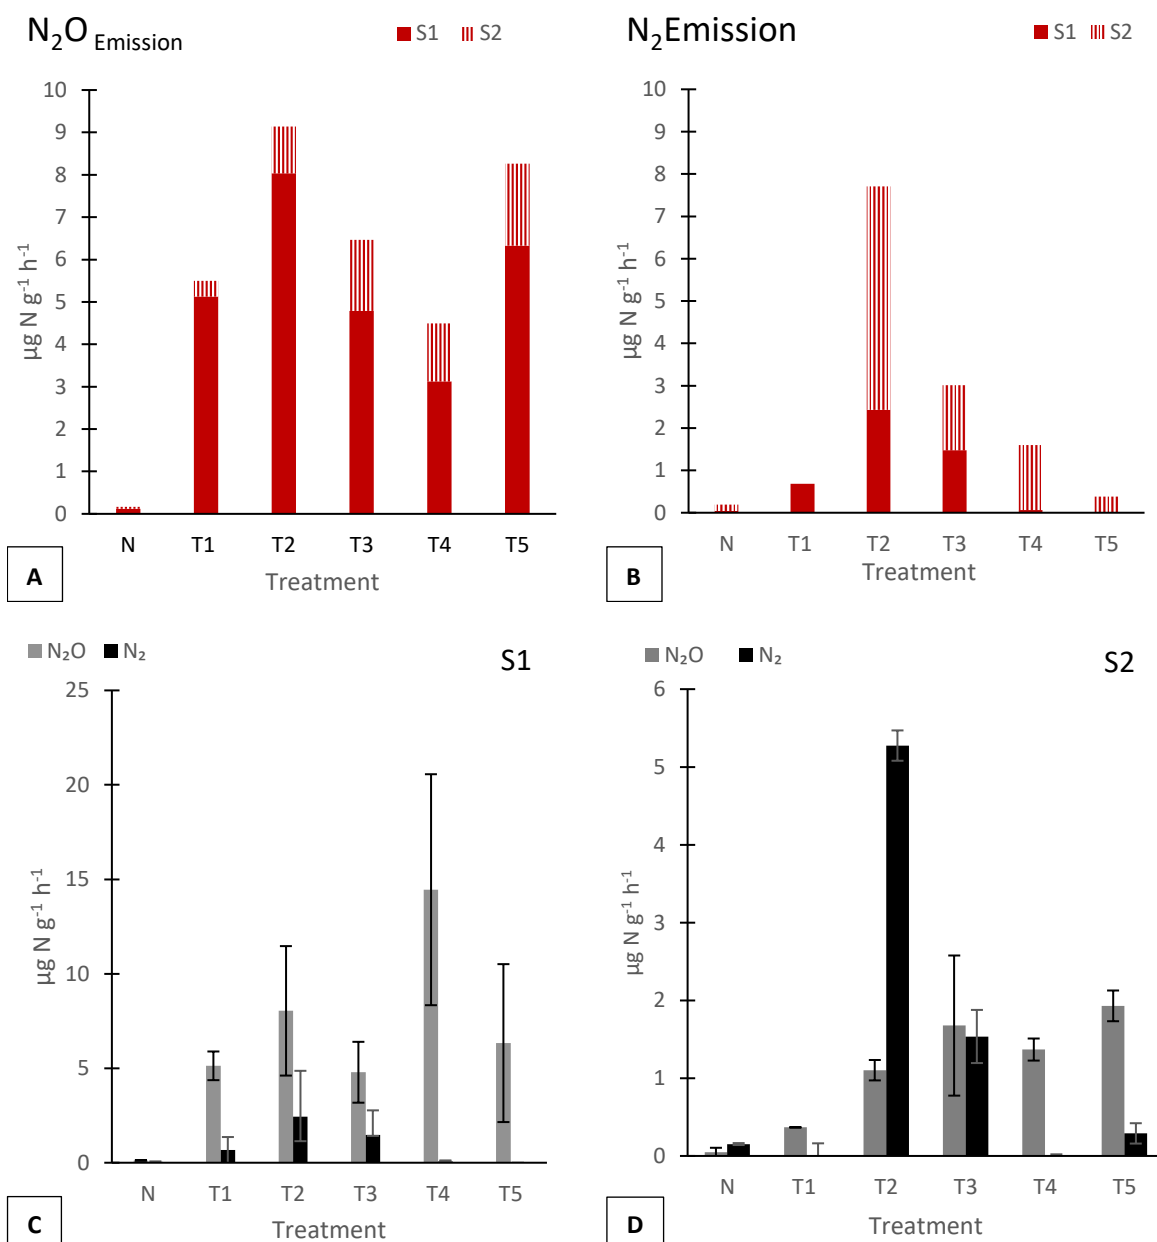 N₂O Emission
S1 S2
10
9
8
7
6
5
4
3
2
1
0
µg N g⁻¹ h⁻¹
N T1 T2 T3 T4 T5
Treatment
A
N₂Emission
S1 S2
10
9
8
7
6
5
4
3
2
1
0
µg N g⁻¹ h⁻¹
N T1 T2 T3 T4 T5
Treatment
B
N₂O N₂
S1
25
20
15
10
5
0
µg N g⁻¹ h⁻¹
N T1 T2 T3 T4 T5
Treatment
C
N₂O N₂
S2
6
5
4
3
2
1
0
µg N g⁻¹ h⁻¹
N T1 T2 T3 T4 T5
Treatment
D